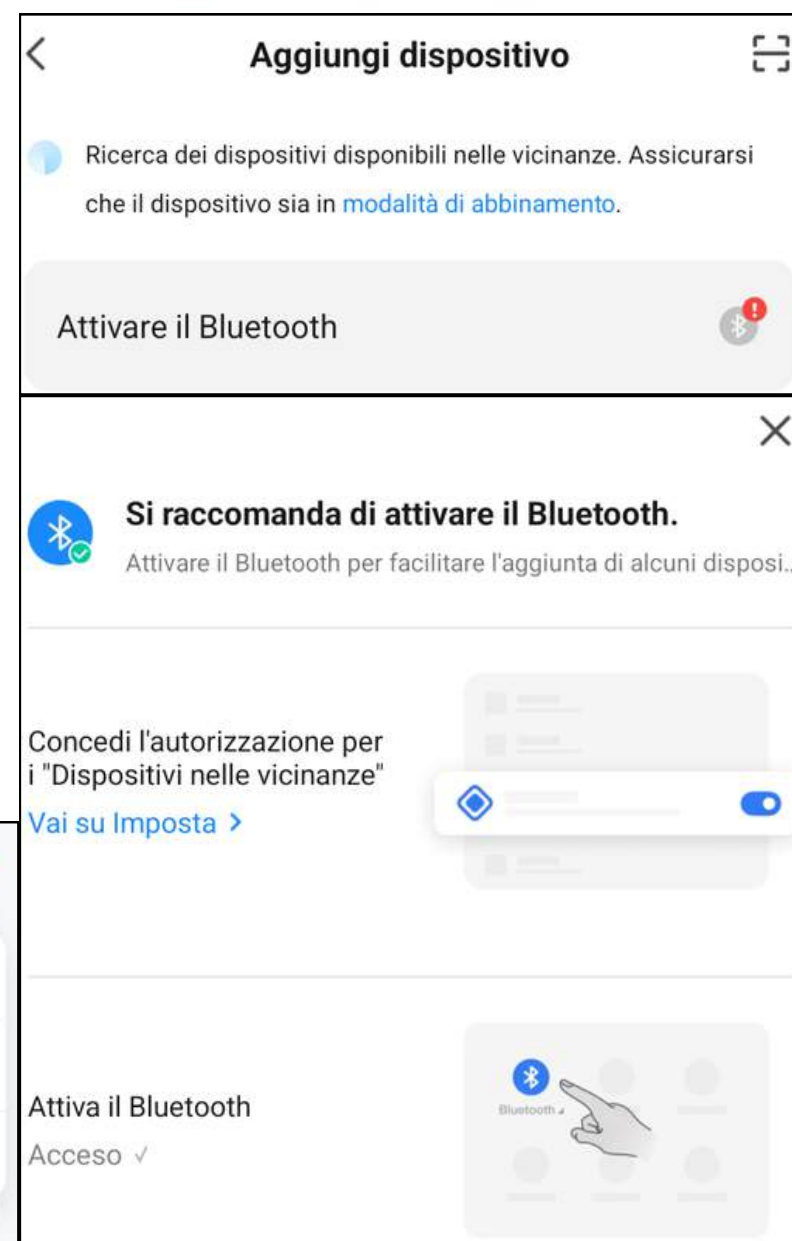 Aggiungi dispositivo
Ricerca dei dispositivi disponibili nelle vicinanze. Assicurarsi
che il dispositivo sia in modalità di abbinamento.
Attivare il Bluetooth
Si raccomanda di attivare il Bluetooth.
Attivare il Bluetooth per facilitare l'aggiunta di alcuni disposi..
Concedi l'autorizzazione per
i "Dispositivi nelle vicinanze"
Vai su Imposta >
Attiva il Bluetooth
Acceso √
Bluetooth